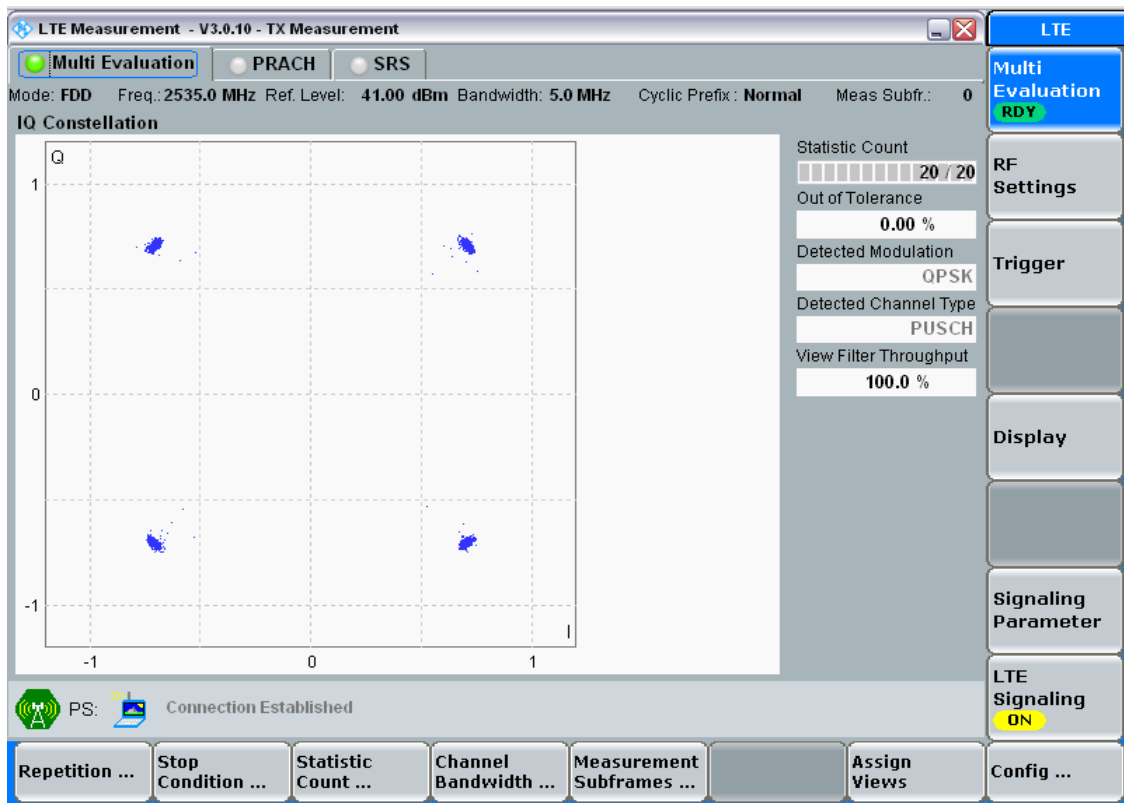 LTE Measurement - V3.0.10 - TX Measurement
LTE
Multi Evaluation PRACH SRS
Mode: FDD Freq.: 2535.0 MHz Ref. Level: 41.00 dBm Bandwidth: 5.0 MHz Cyclic Prefix : Normal Meas Subfr.: 0
IQ Constellation
Q
1
0
-1
I
-1 0 1
Statistic Count
20 / 20
Out of Tolerance
0.00 %
Detected Modulation
QPSK
Detected Channel Type
PUSCH
View Filter Throughput
100.0 %
Multi
Evaluation
RDY
RF
Settings
Trigger
Display
Signaling
Parameter
LTE
Signaling
ON
PS: Connection Established
Repetition ...
Stop
Condition ...
Statistic
Count ...
Channel
Bandwidth ...
Measurement
Subframes ...
Assign
Views
Config ...